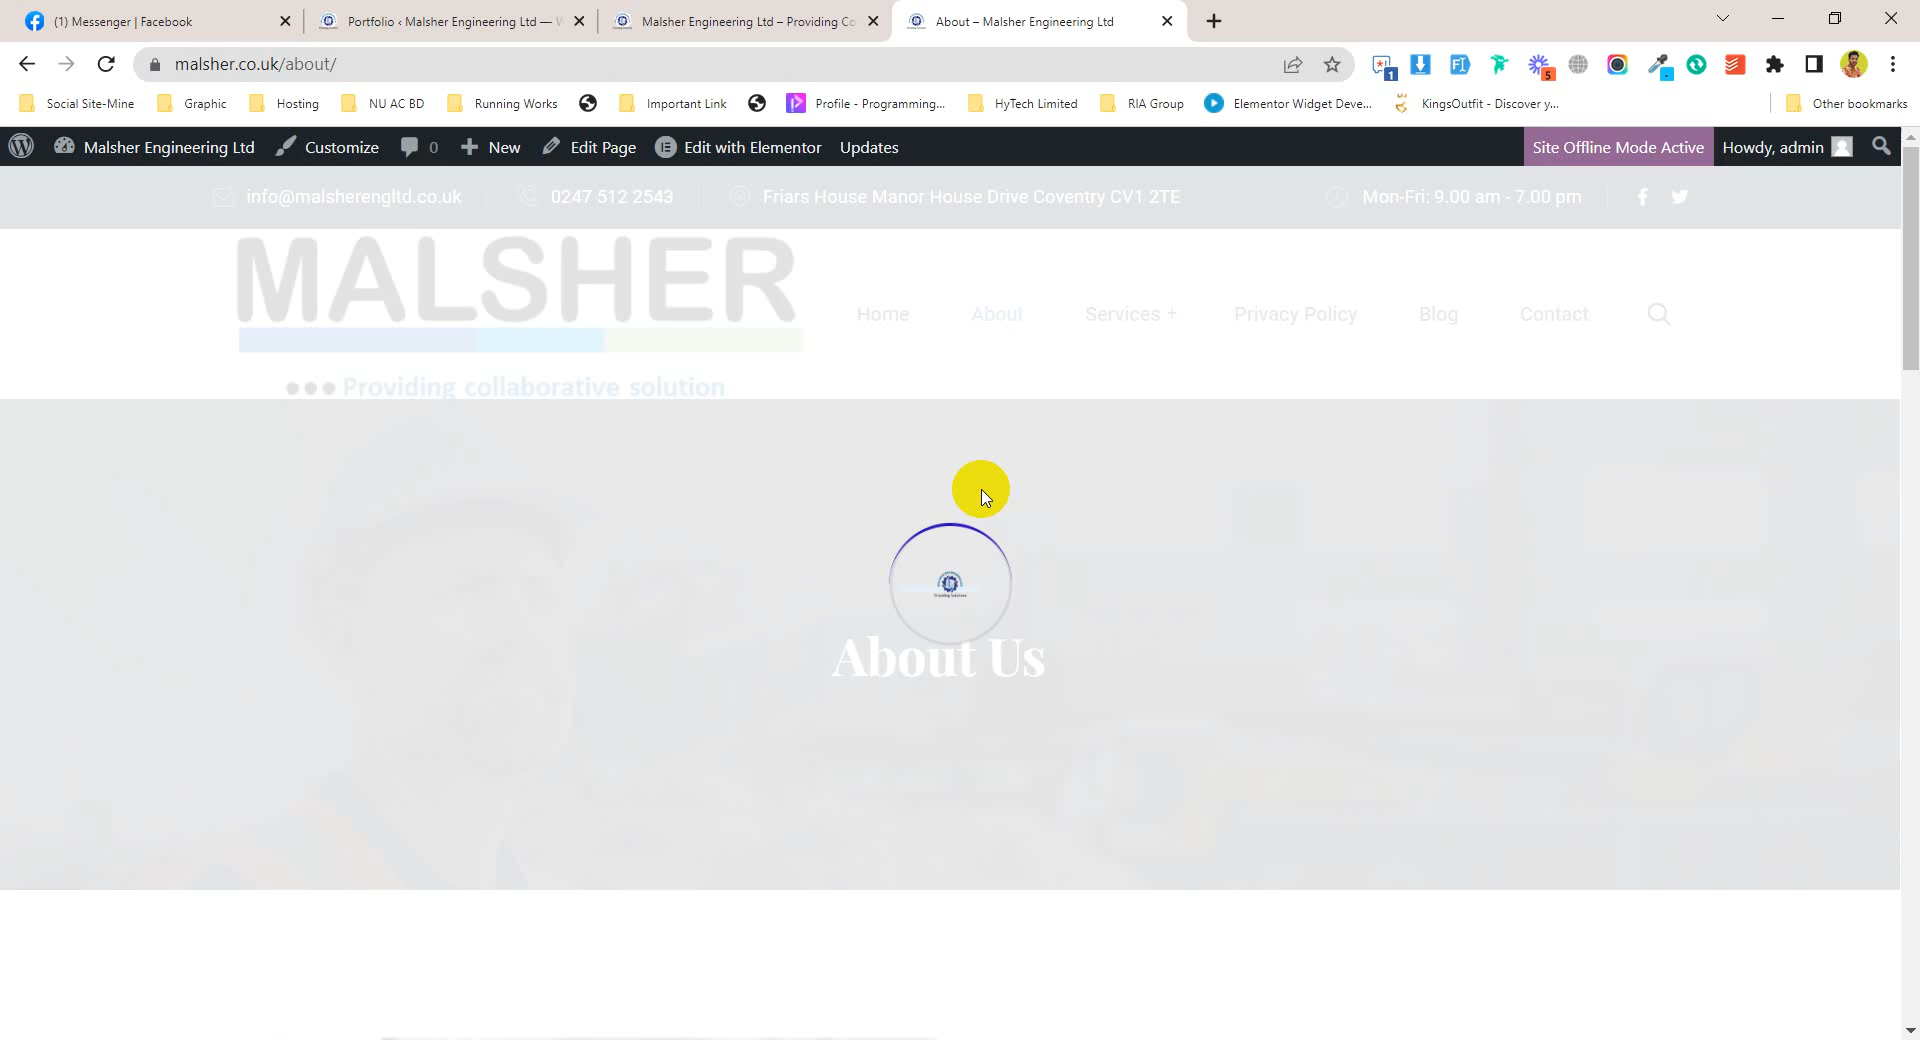 (1) Messenger | Facebook
Portfolio ‹ Malsher Engineering Ltd —
Malsher Engineering Ltd – Providing Co
About – Malsher Engineering Ltd
malsher.co.uk/about/
1
5
Social Site-Mine
Graphic
Hosting
NU AC BD
Running Works
Important Link
Profile - Programming...
HyTech Limited
RIA Group
Elementor Widget Deve...
KingsOutfit - Discover y...
Other bookmarks
Malsher Engineering Ltd
Customize
0
New
Edit Page
Edit with Elementor
Updates
Site Offline Mode Active
Howdy, admin
info@malsherengltd.co.uk
0247 512 2543
Friars House Manor House Drive Coventry CV1 2TE
Mon-Fri: 9.00 am - 7.00 pm
MALSHER
Providing collaborative solution
Home
About
Services +
Privacy Policy
Blog
Contact
Providing Solutions
About Us